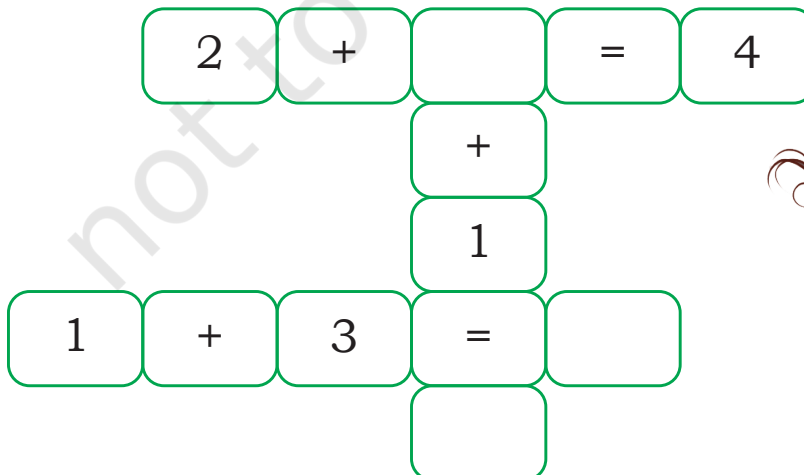 2 + = 4
+
1
1 + 3 =
not to